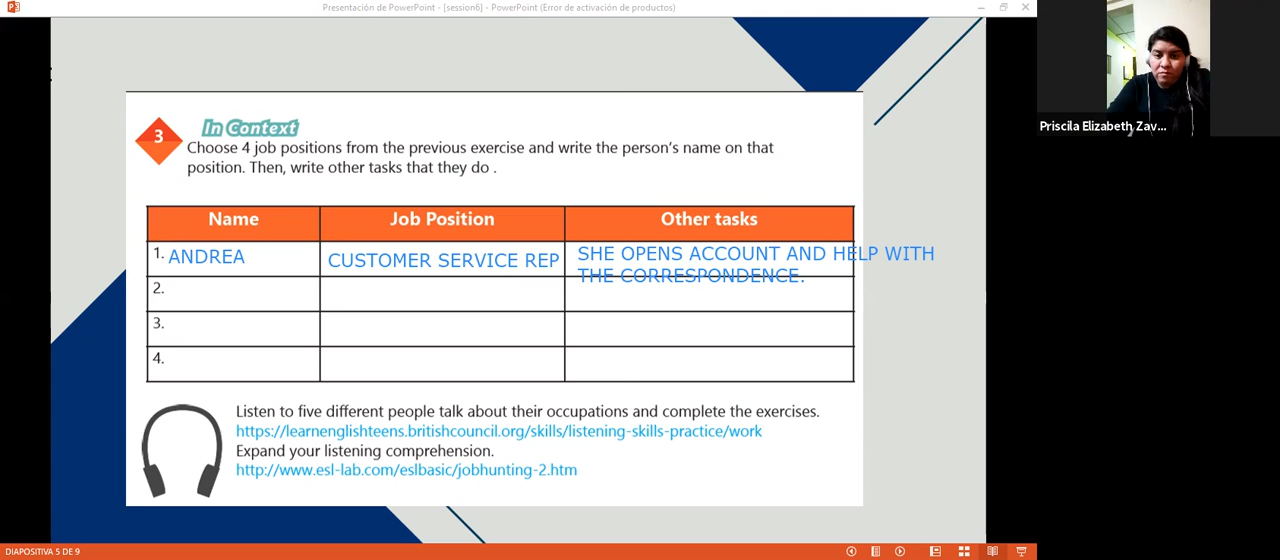 Presentación de PowerPoint - [session6] - PowerPoint (Error de activación de productos)
Priscila Elizabeth Zav...
3
In Context
Choose 4 job positions from the previous exercise and write the person's name on that
position. Then, write other tasks that they do .
Name Job Position Other tasks
1. ANDREA CUSTOMER SERVICE REP SHE OPENS ACCOUNT AND HELP WITH
THE CORRESPONDENCE.
2.
3.
4.
Listen to five different people talk about their occupations and complete the exercises.
https://learnenglishteens.britishcouncil.org/skills/listening-skills-practice/work
Expand your listening comprehension.
http://www.esl-lab.com/eslbasic/jobhunting-2.htm
DIAPOSITIVA 5 DE 9